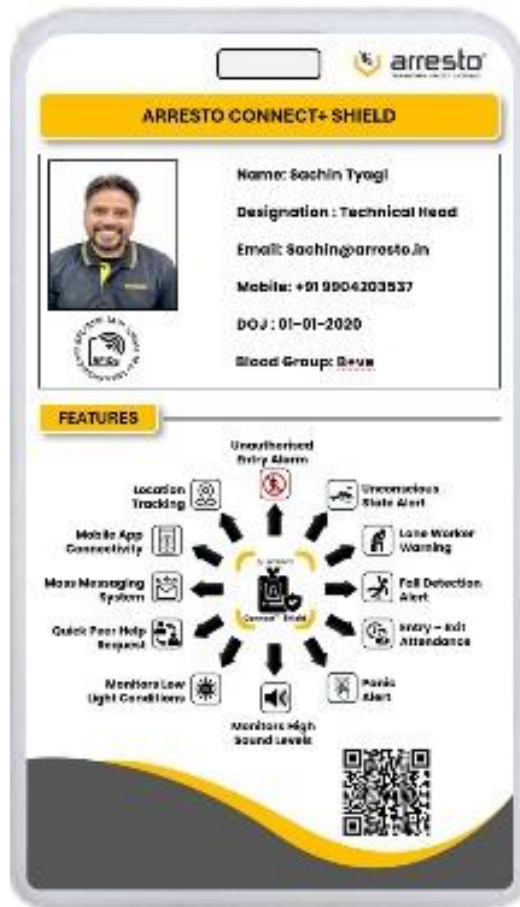 arresto
ARRESTO CONNECT+ SHIELD
Name: Sachin Tyagi
Designation : Technical Head
Email: Sachin@arresto.in
Mobile: +91 9904203537
DOJ : 01-01-2020
Blood Group: B+ve
FEATURES
Unauthorised
Entry Alarm
Location
Tracking
Unconscious
State Alert
Mobile App
Connectivity
Lone Worker
Warning
Mass Messaging
System
Fall Detection
Alert
Quick Peer Help
Request
Entry – Exit
Attendance
Connect+ Shield
Monitors Low
Light Conditions
Panic
Alert
Monitors High
Sound Levels